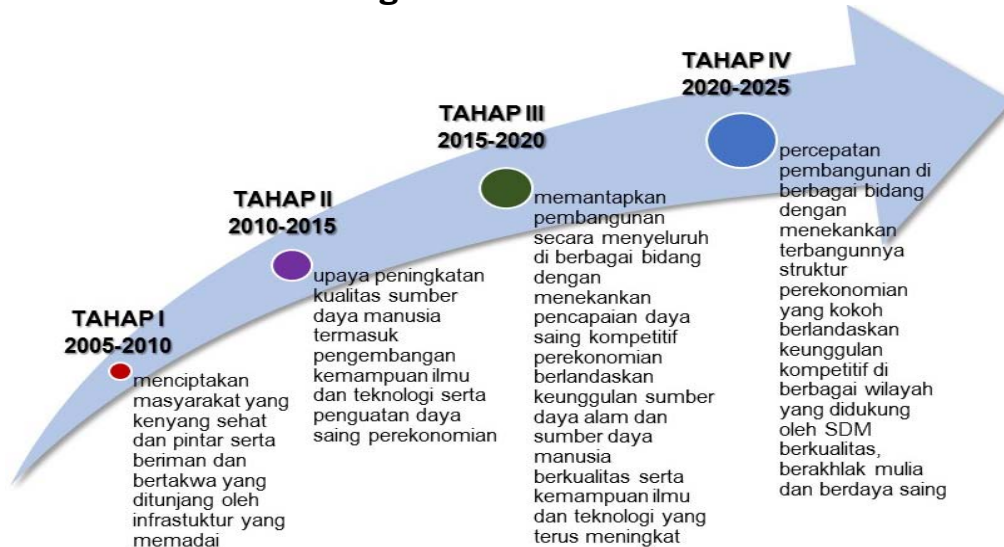 g
TAHAP I
2005-2010
menciptakan
masyarakat yang
kenyang sehat
dan pintar serta
beriman dan
bertakwa yang
ditunjang oleh
infrastuktur yang
memadai
TAHAP II
2010-2015
upaya peningkatan
kualitas sumber
daya manusia
termasuk
pengembangan
kemampuan ilmu
dan teknologi serta
penguatan daya
saing perekonomian
TAHAP III
2015-2020
memantapkan
pembangunan
secara menyeluruh
di berbagai bidang
dengan
menekankan
pencapaian daya
saing kompetitif
perekonomian
berlandaskan
keunggulan sumber
daya alam dan
sumber daya
manusia
berkualitas serta
kemampuan ilmu
dan teknologi yang
terus meningkat
TAHAP IV
2020-2025
percepatan
pembangunan di
berbagai bidang
dengan
menekankan
terbangunnya
struktur
perekonomian
yang kokoh
berlandaskan
keunggulan
kompetitif di
berbagai wilayah
yang didukung
oleh SDM
berkualitas,
berakhlak mulia
dan berdaya saing